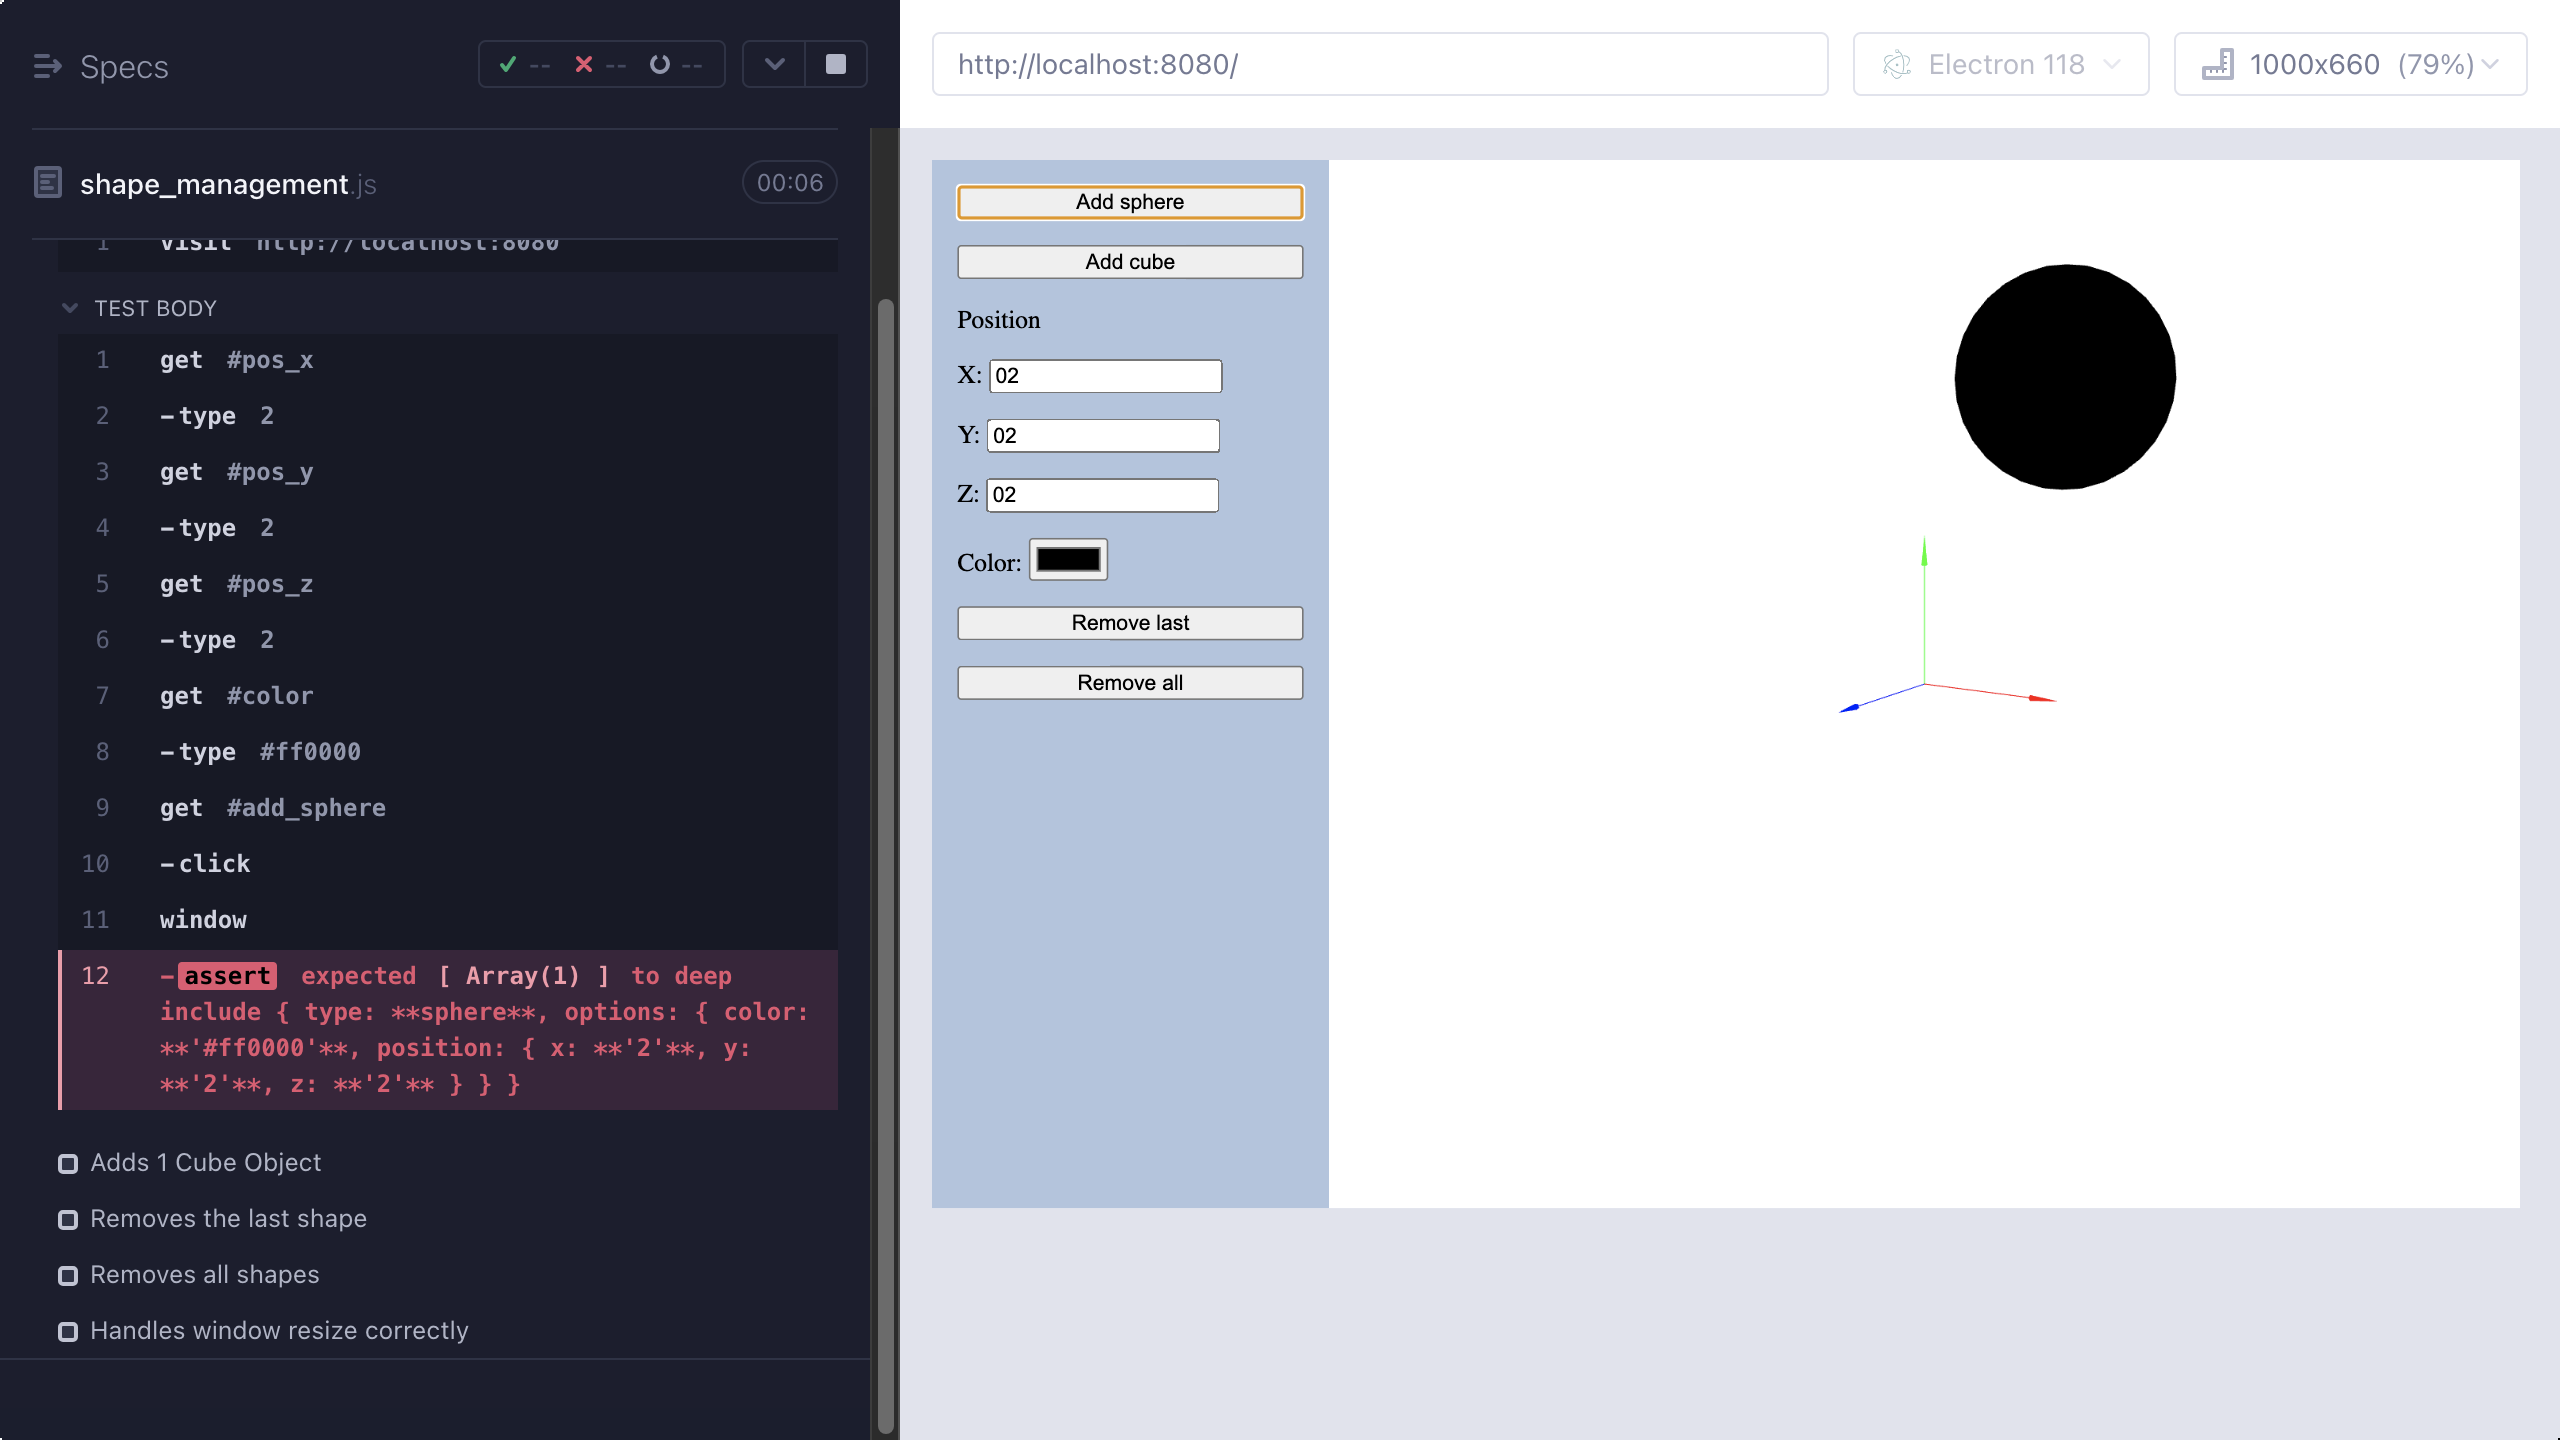 Specs
-- -- --
shape_management.js
00:06
1 visit http://localhost:8080
TEST BODY
1 get #pos_x
2 -type 2
3 get #pos_y
4 -type 2
5 get #pos_z
6 -type 2
7 get #color
8 -type #ff0000
9 get #add_sphere
10 -click
11 window
12 -assert expected [ Array(1) ] to deep
include { type: **sphere**, options: { color:
**'#ff0000'**, position: { x: **'2'**, y:
**'2'**, z: **'2'** } } }
Adds 1 Cube Object
Removes the last shape
Removes all shapes
Handles window resize correctly
http://localhost:8080/
Electron 118
1000x660 (79%)
Add sphere
Add cube
Position
X: 02
Y: 02
Z: 02
Color:
Remove last
Remove all